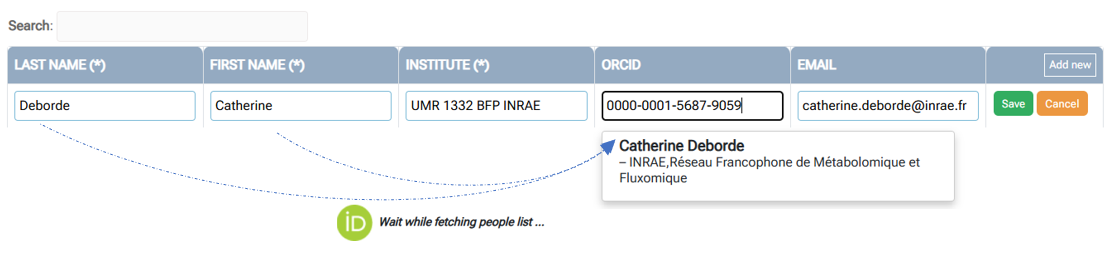 Search:
LAST NAME (*) FIRST NAME (*) INSTITUTE (*) ORCID EMAIL Add new
Deborde Catherine UMR 1332 BFP INRAE 0000-0001-5687-9059 catherine.deborde@inrae.fr Save Cancel
Catherine Deborde
– INRAE,Réseau Francophone de Métabolomique et
Fluxomique
iD Wait while fetching people list ...